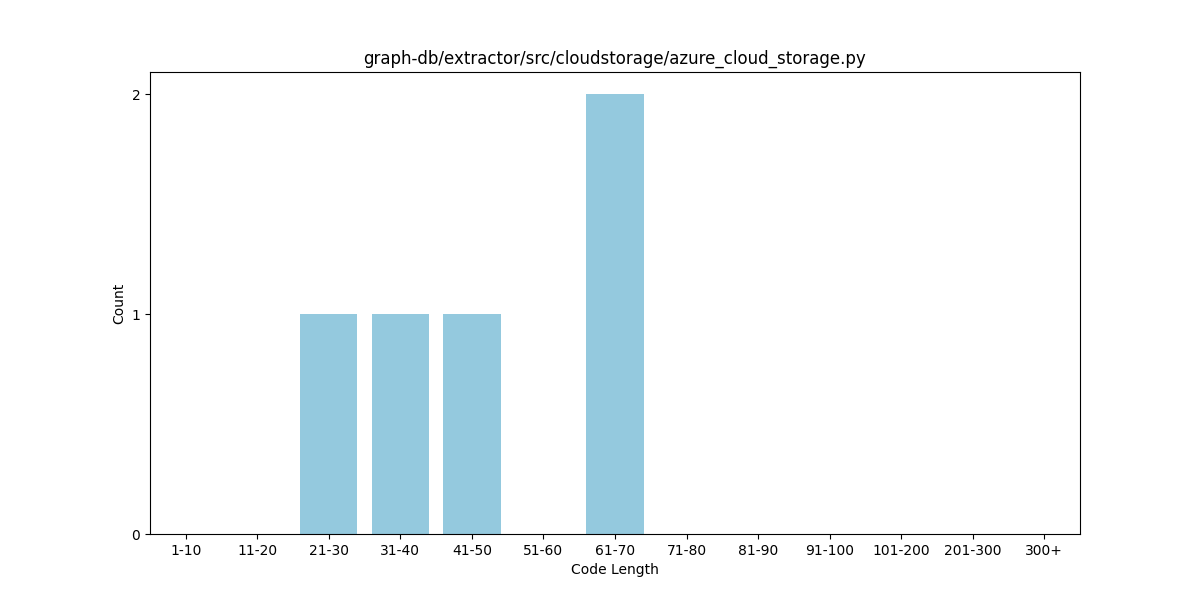 graph-db/extractor/src/cloudstorage/azure_cloud_storage.py
2
1
0
Count
1-10 11-20 21-30 31-40 41-50 51-60 61-70 71-80 81-90 91-100 101-200 201-300 300+
Code Length